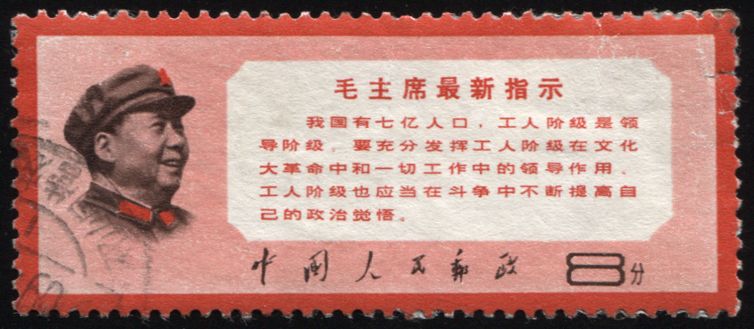 毛主席最新指示
我国有七亿人口，工人阶级是领
导阶级。要充分发挥工人阶级在文化
大革命中和一切工作中的领导作用。
工人阶级也应当在斗争中不断提高自
己的政治觉悟。
中国人民邮政 8分